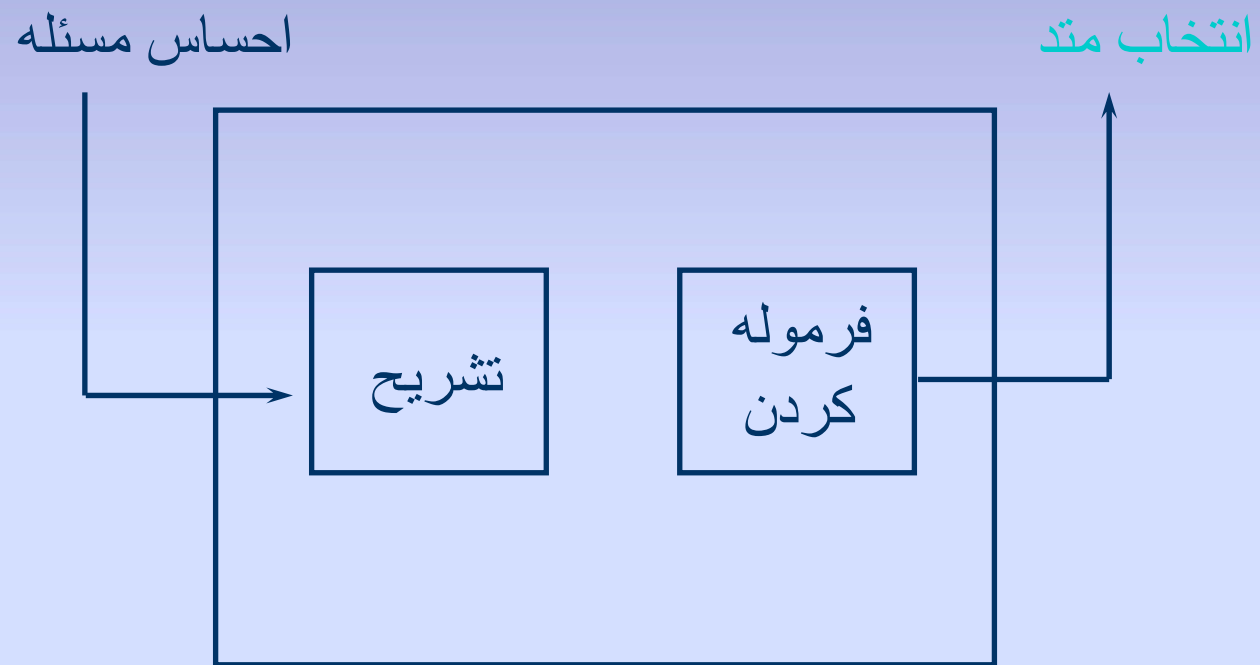 احساس مسئله
انتخاب متد
تشریح
فرموله
کردن